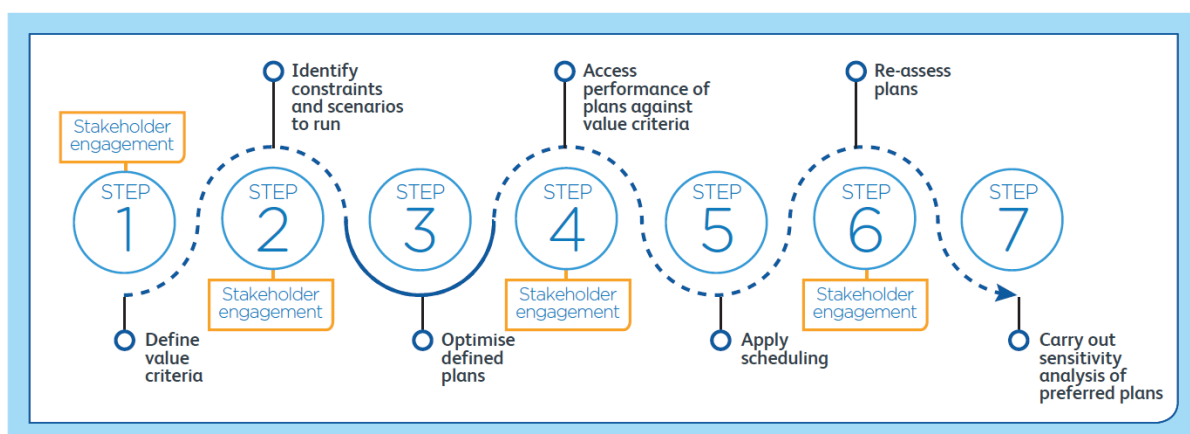 Stakeholder
engagement
STEP
1
Define
value
criteria
Identify
constraints
and scenarios
to run
STEP
2
Stakeholder
engagement
STEP
3
Optimise
defined
plans
Access
performance of
plans against
value criteria
STEP
4
Stakeholder
engagement
STEP
5
Apply
scheduling
Re-assess
plans
STEP
6
Stakeholder
engagement
STEP
7
Carry out
sensitivity
analysis of
preferred plans